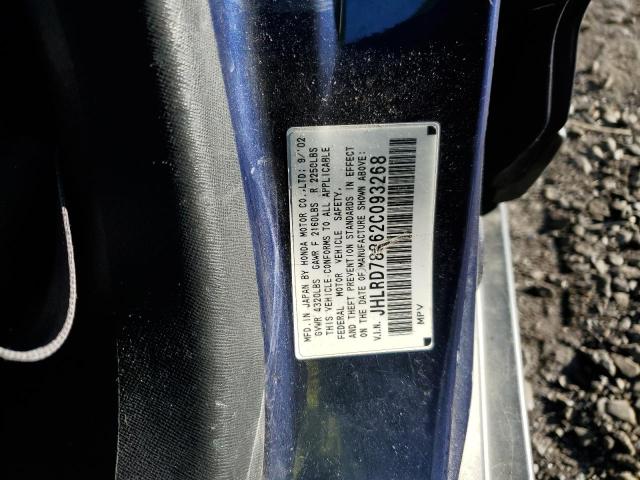 MFD. IN JAPAN BY HONDA MOTOR CO.,LTD: 9/'02
GVWR 4320LBS GAWR F 2160LBS R 2250LBS
THIS VEHICLE CONFORMS TO ALL APPLICABLE
FEDERAL MOTOR VEHICLE SAFETY,
AND THEFT PREVENTION STANDARDS IN EFFECT
ON THE DATE OF MANUFACTURE SHOWN ABOVE:
V.I.N. JHLRD78862C093268
MPV